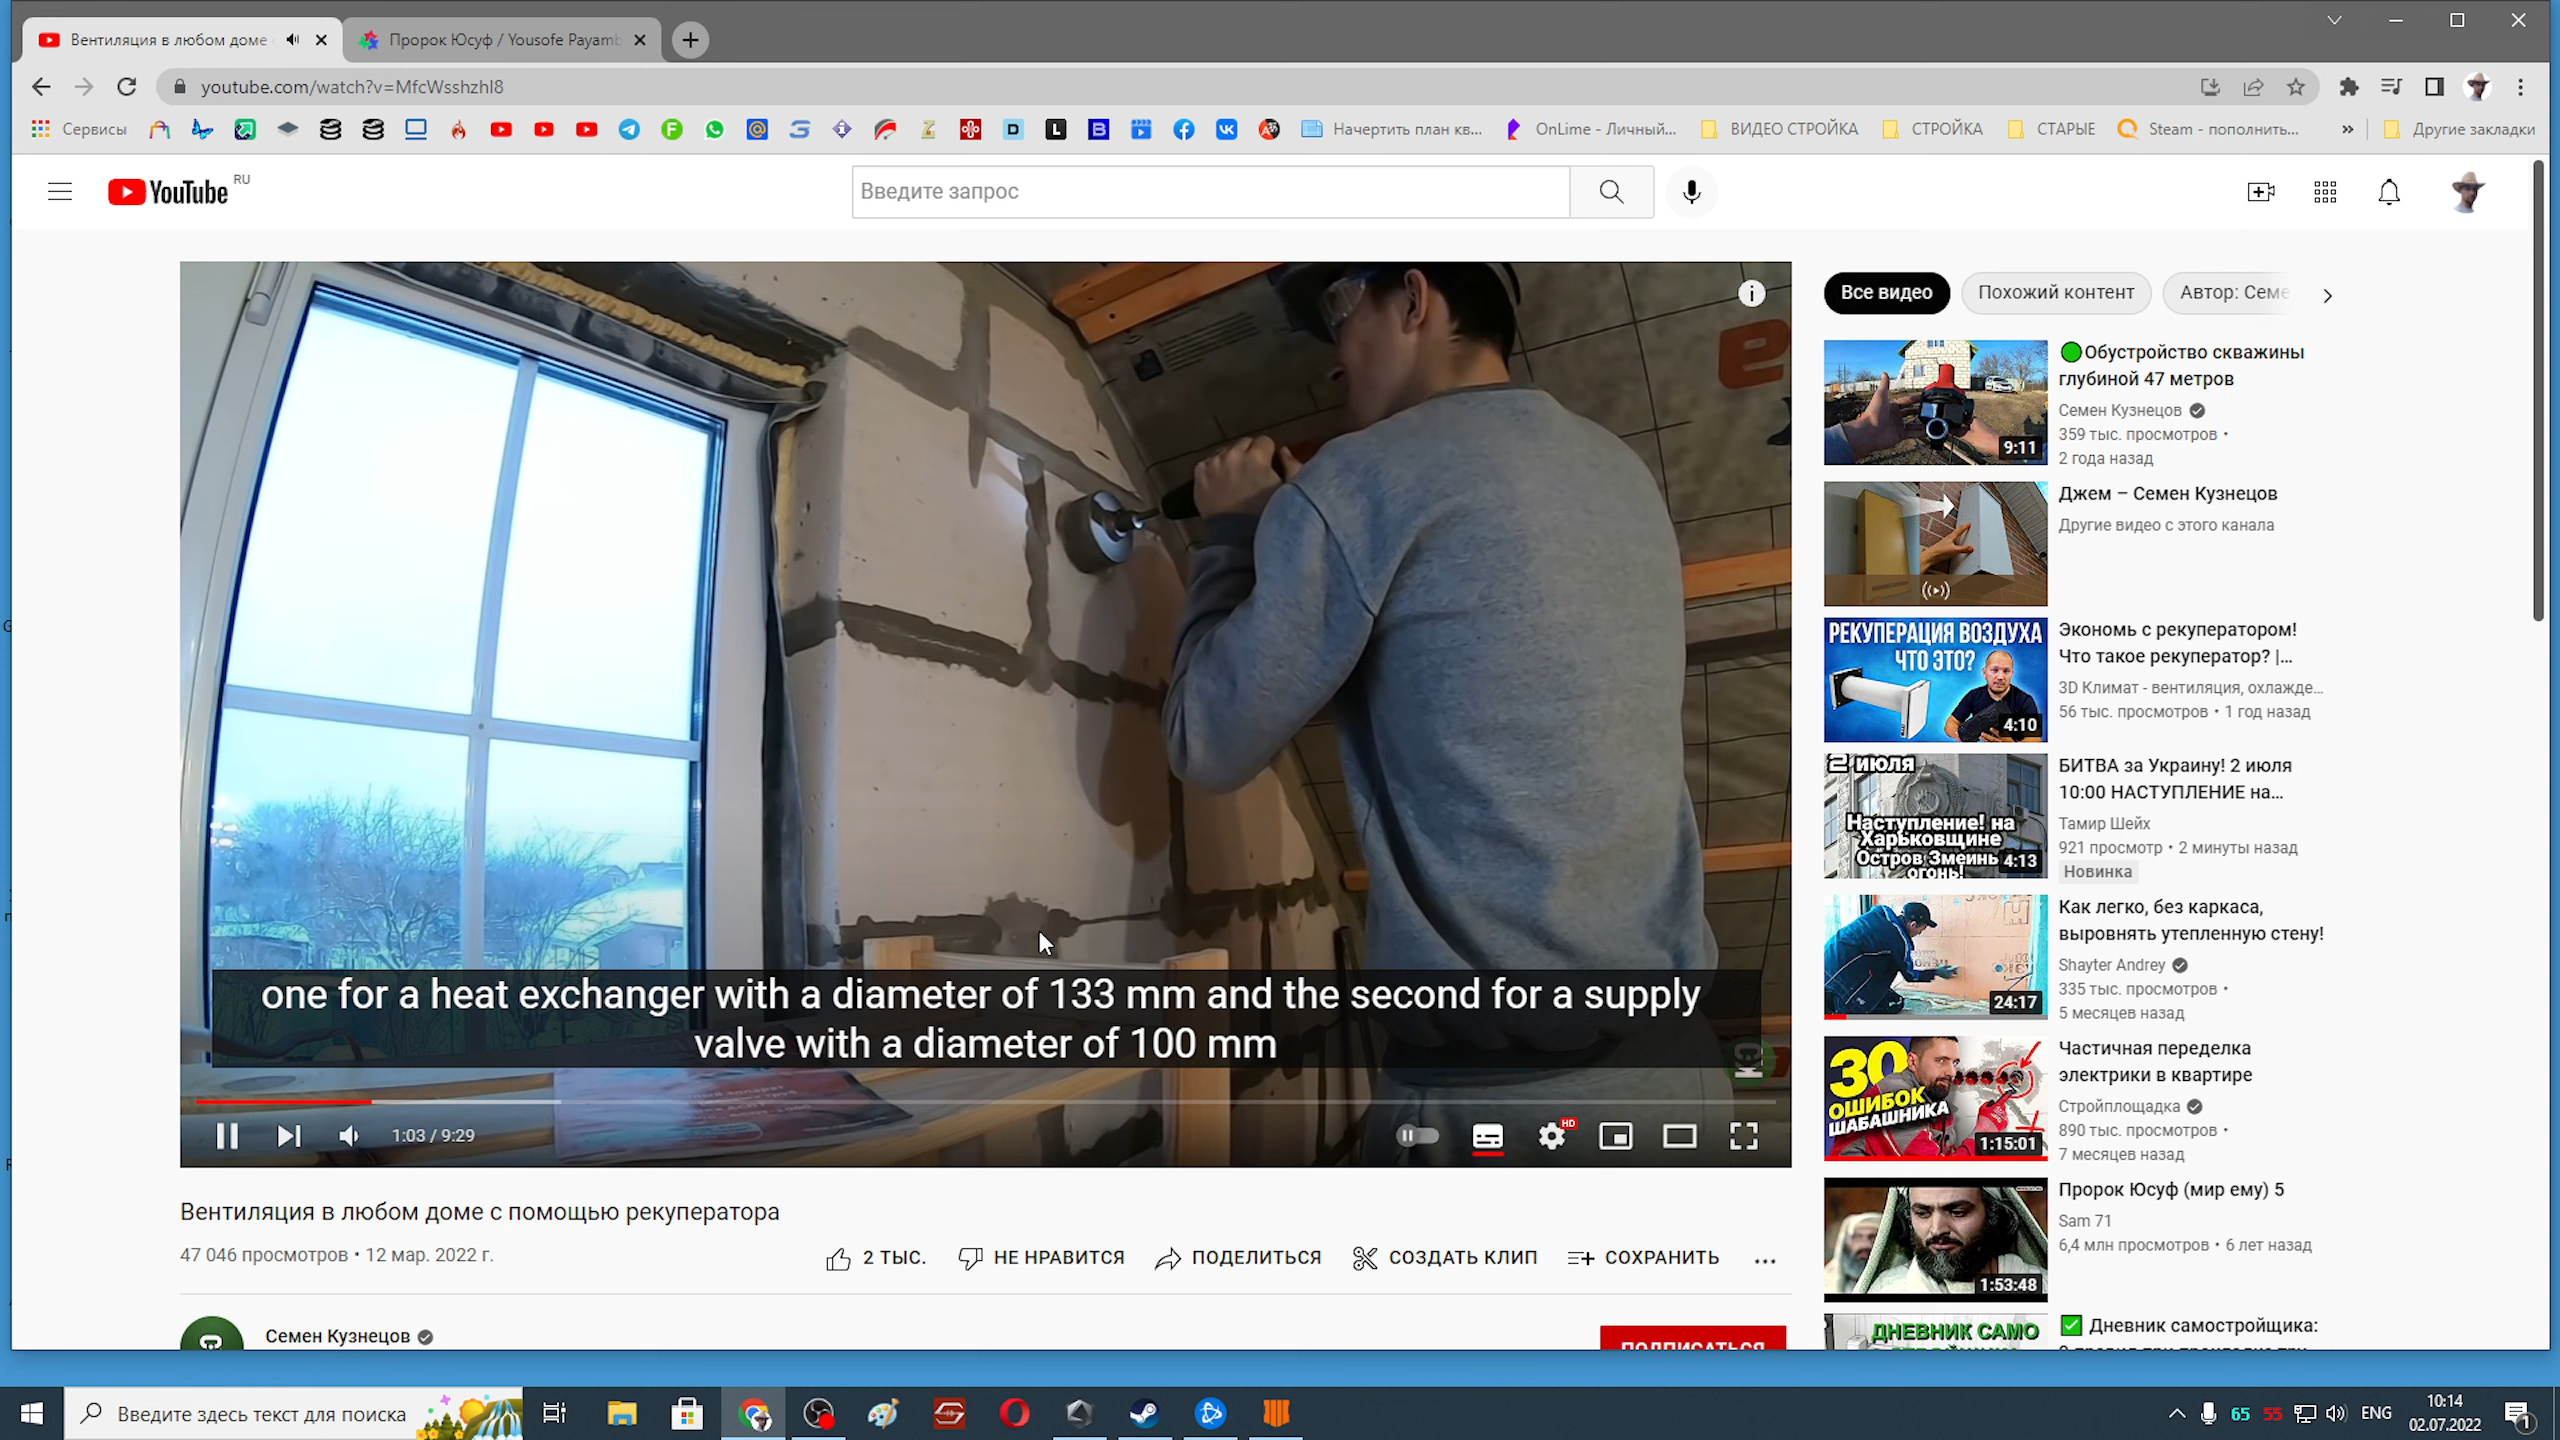 Вентиляция в любом доме
Пророк Юсуф / Yousofe Payamb
youtube.com/watch?v=MfcWsshzhI8
Сервисы
Начертить план кв...
OnLime - Личный...
ВИДЕО СТРОЙКА
СТРОЙКА
СТАРЫЕ
Steam - пополнить...
Другие закладки
YouTube RU
Введите запрос
one for a heat exchanger with a diameter of 133 mm and the second for a supply
valve with a diameter of 100 mm
1:03 / 9:29
HD
Вентиляция в любом доме с помощью рекуператора
47 046 просмотров • 12 мар. 2022 г.
2 ТЫС.
НЕ НРАВИТСЯ
ПОДЕЛИТЬСЯ
СОЗДАТЬ КЛИП
СОХРАНИТЬ
Семен Кузнецов
ПОДПИСАТЬСЯ
Все видео
Похожий контент
Автор: Семе
9:11
Обустройство скважины
глубиной 47 метров
Семен Кузнецов
359 тыс. просмотров •
2 года назад
Джем – Семен Кузнецов
Другие видео с этого канала
РЕКУПЕРАЦИЯ ВОЗДУХА
ЧТО ЭТО?
4:10
Экономь с рекуператором!
Что такое рекуператор? |...
3D Климат - вентиляция, охлажде...
56 тыс. просмотров • 1 год назад
2 июля
Наступление! на
Харьковщине
Остров Змеинь
огонь!
4:13
БИТВА за Украину! 2 июля
10:00 НАСТУПЛЕНИЕ на...
Тамир Шейх
921 просмотр • 2 минуты назад
Новинка
24:17
Как легко, без каркаса,
выровнять утепленную стену!
Shayter Andrey
335 тыс. просмотров •
5 месяцев назад
30
ОШИБОК
ШАБАШНИКА
1:15:01
Частичная переделка
электрики в квартире
Стройплощадка
890 тыс. просмотров •
7 месяцев назад
1:53:48
Пророк Юсуф (мир ему) 5
Sam 71
6,4 млн просмотров • 6 лет назад
ДНЕВНИК САМО
Дневник самостройщика:
Введите здесь текст для поиска
65
55
ENG
10:14
02.07.2022
1